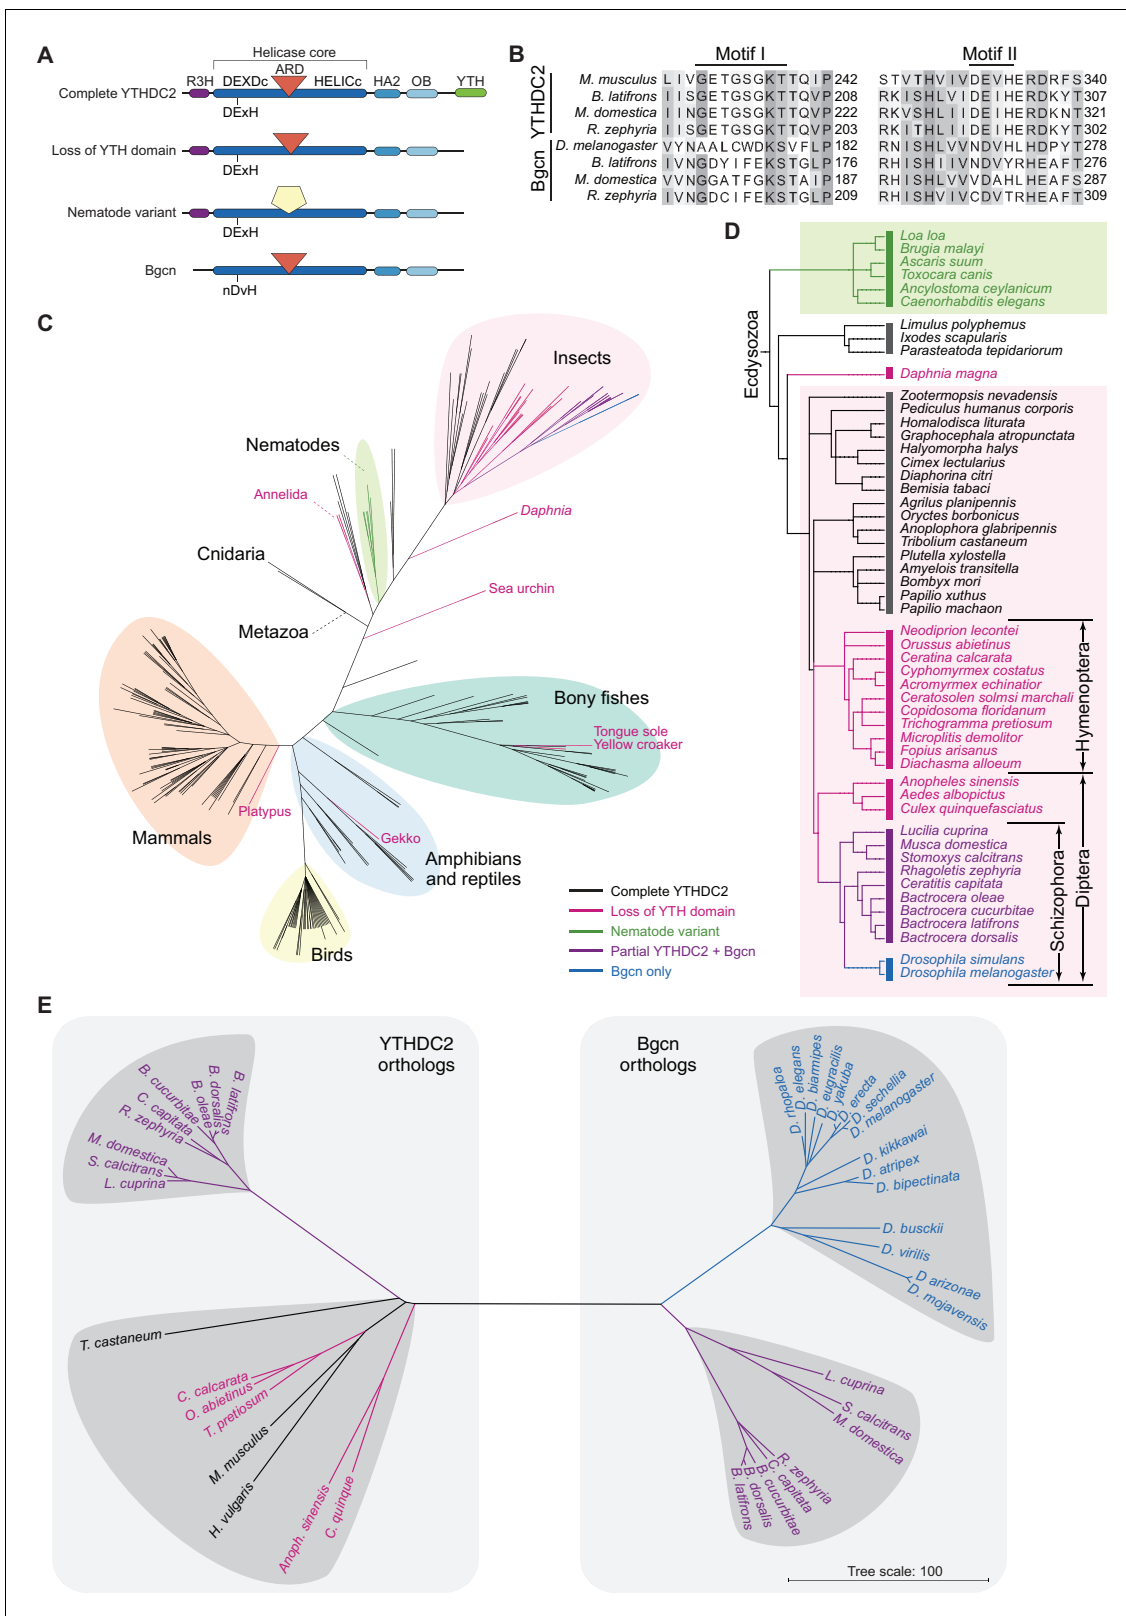 A
Helicase core
ARD
R3H DEXDc HELICc HA2 OB YTH
Complete YTHDC2
DExH
Loss of YTH domain
DExH
Nematode variant
DExH
Bgcn
nDvH
B
Motif I Motif II
YTHDC2
M. musculus LIVGETGSGKTTQIP 242 STVTHVIVDEVHERDRFS 340
B. latifrons IISGETGSGKTTQVP 208 RKISHLVIDEIHERDKYT 307
M. domestica IINGETGSGKTTQVP 222 RKVSHLIIDEIHERDKNT 321
R. zephyria IISGETGSGKTTQVP 203 RKITHLIIDEIHERDKYT 302
Bgcn
D. melanogaster VYNAALCWDKSVFLP 182 RNISHLVVNDVHLHDPYT 278
B. latifrons IVNGDYIFEKSTGLP 176 RHISHIIVNDVYRHEAFT 276
M. domestica VVNGGATFGKSTAIP 187 RHISHLVVVDAHLHEAFS 287
R. zephyria IVNGDCIFEKSTGLP 209 RHISHVIVCDVTRHEAFT 309
C
Insects
Nematodes
Annelida
Daphnia
Cnidaria
Sea urchin
Metazoa
Bony fishes
Tongue sole
Yellow croaker
Platypus
Mammals
Gekko
Amphibians
and reptiles
Birds
Complete YTHDC2
Loss of YTH domain
Nematode variant
Partial YTHDC2 + Bgcn
Bgcn only
D
Ecdysozoa
Loa loa
Brugia malayi
Ascaris suum
Toxocara canis
Ancylostoma ceylanicum
Caenorhabditis elegans
Limulus polyphemus
Ixodes scapularis
Parasteatoda tepidariorum
Daphnia magna
Zootermopsis nevadensis
Pediculus humanus corporis
Homalodisca liturata
Graphocephala atropunctata
Halyomorpha halys
Cimex lectularius
Diaphorina citri
Bemisia tabaci
Agrilus planipennis
Oryctes borbonicus
Anoplophora glabripennis
Tribolium castaneum
Plutella xylostella
Amyelois transitella
Bombyx mori
Papilio xuthus
Papilio machaon
Neodiprion lecontei
Orussus abietinus
Ceratina calcarata
Cyphomyrmex costatus
Acromyrmex echinatior
Ceratosolen solmsi marchali
Copidosoma floridanum
Trichogramma pretiosum
Microplitis demolitor
Fopius arisanus
Diachasma alloeum
Hymenoptera
Anopheles sinensis
Aedes albopictus
Culex quinquefasciatus
Lucilia cuprina
Musca domestica
Stomoxys calcitrans
Rhagoletis zephyria
Ceratitis capitata
Bactrocera oleae
Bactrocera cucurbitae
Bactrocera latifrons
Bactrocera dorsalis
Drosophila simulans
Drosophila melanogaster
Schizophora
Diptera
E
YTHDC2
orthologs
B. latifrons
B. dorsalis
B. oleae
B. cucurbitae
C. capitata
R. zephyria
M. domestica
S. calcitrans
L. cuprina
T. castaneum
C. calcarata
O. abietinus
T. pretiosum
M. musculus
H. vulgaris
Anoph. sinensis
C. quinque
Bgcn
orthologs
D. rhopaloa
D. elegans
D. biarmipes
D. eugracilis
D. yakuba
D. erecta
D. sechellia
D. melanogaster
D. kikkawai
D. atripex
D. bipectinata
D. busckii
D. virilis
D arizonae
D. mojavensis
L. cuprina
S. calcitrans
M. domestica
R. zephyria
C. capitata
B. cucurbitae
B. dorsalis
B. latifrons
Tree scale: 100